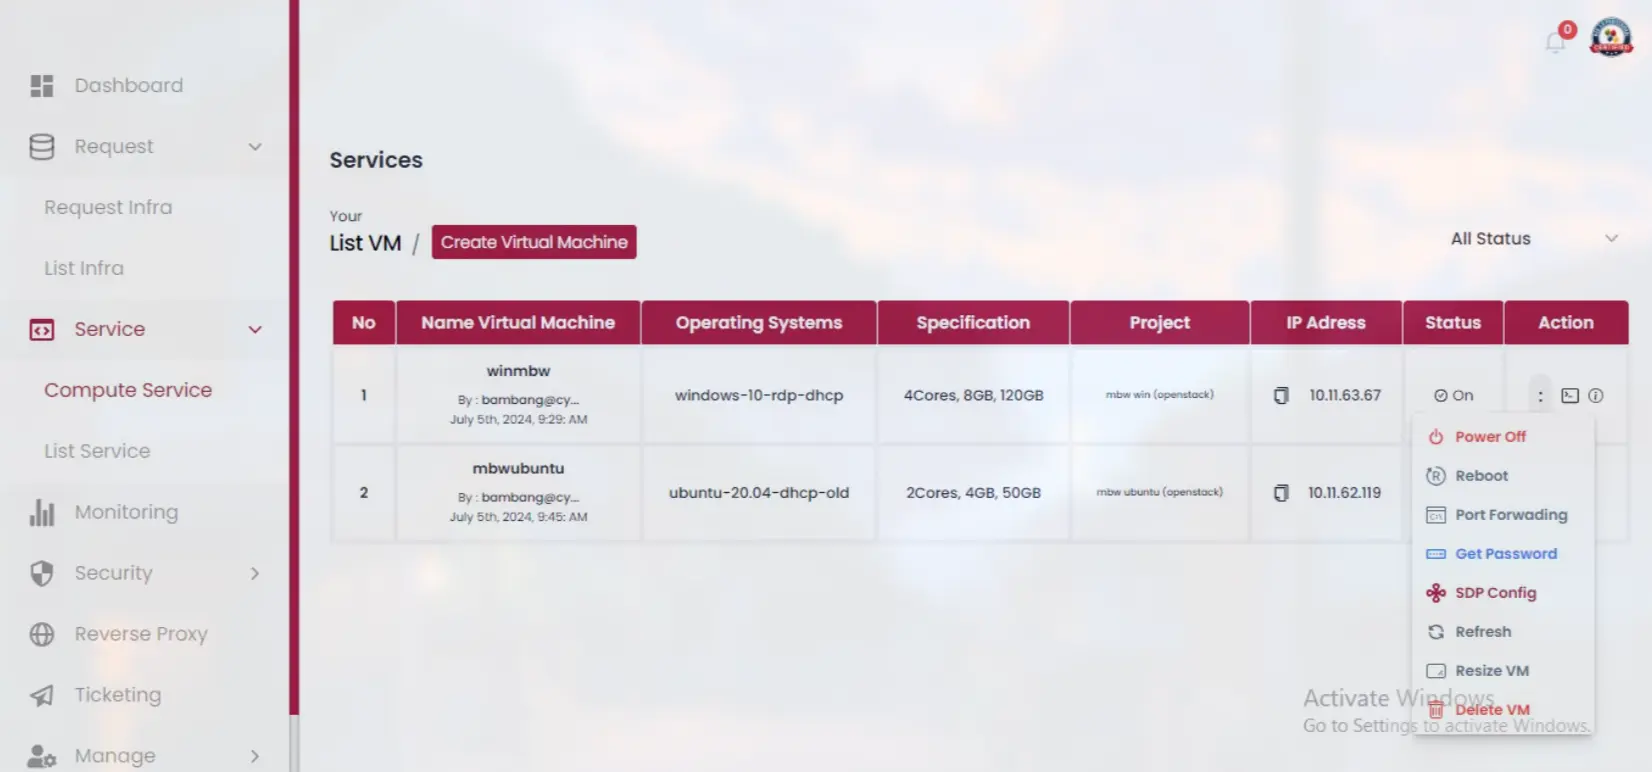 0
Dashboard
Request
Request Infra
List Infra
Service
Compute Service
List Service
Monitoring
Security
Reverse Proxy
Ticketing
Manage
Services
Your
List VM / Create Virtual Machine
All Status
No Name Virtual Machine Operating Systems Specification Project IP Adress Status Action
winmbw
1 By : bambang@cy... windows-10-rdp-dhcp 4Cores, 8GB, 120GB mbw win (openstack) 10.11.63.67 On
July 5th, 2024, 9:29: AM
mbwubuntu
2 By : bambang@cy... ubuntu-20.04-dhcp-old 2Cores, 4GB, 50GB mbw ubuntu (openstack) 10.11.62.119
July 5th, 2024, 9:45: AM
Power Off
Reboot
Port Forwading
Get Password
SDP Config
Refresh
Resize VM
Delete VM
Activate Windows
Go to Settings to activate Windows.